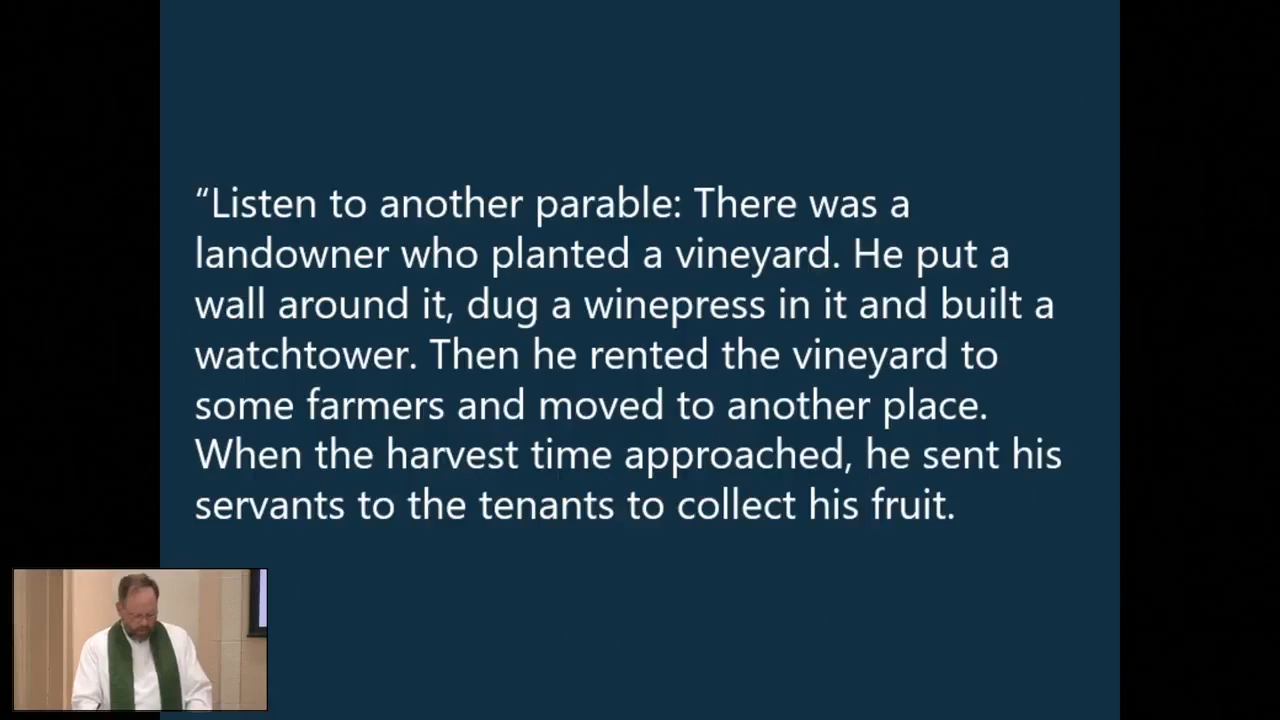 “Listen to another parable: There was a
landowner who planted a vineyard. He put a
wall around it, dug a winepress in it and built a
watchtower. Then he rented the vineyard to
some farmers and moved to another place.
When the harvest time approached, he sent his
servants to the tenants to collect his fruit.